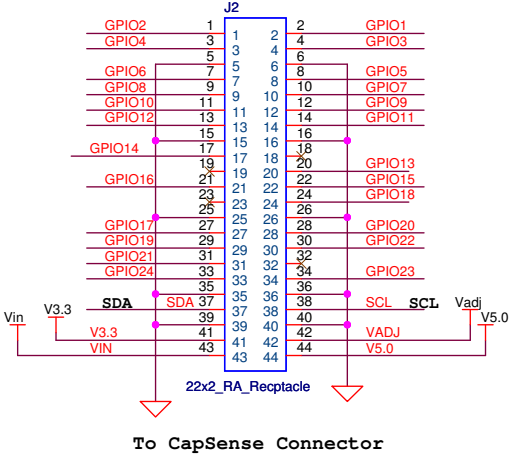 J2
GPIO2 1 1 2 2 GPIO1
GPIO4 3 3 4 4 GPIO3
5 5 6 6
GPIO6 7 7 8 8 GPIO5
GPIO8 9 9 10 10 GPIO7
GPIO10 11 11 12 12 GPIO9
GPIO12 13 13 14 14 GPIO11
15 15 16 16
GPIO14 17 17 18 18
19 19 20 20 GPIO13
GPIO16 21 21 22 22 GPIO15
23 23 24 24 GPIO18
25 25 26 26
GPIO17 27 27 28 28 GPIO20
GPIO19 29 29 30 30 GPIO22
GPIO21 31 31 32 32
GPIO24 33 33 34 34 GPIO23
35 35 36 36
SDA SDA 37 37 38 38 SCL SCL
Vin V3.3 39 39 40 40 Vadj V5.0
V3.3 41 41 42 42 VADJ
VIN 43 43 44 44 V5.0
22x2_RA_Recptacle
To CapSense Connector